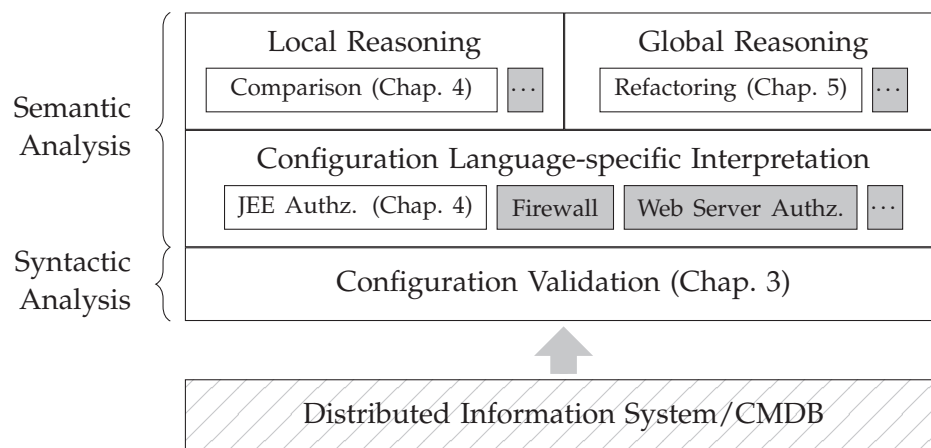 Semantic
Analysis
Local Reasoning
Comparison (Chap. 4)
...
Global Reasoning
Refactoring (Chap. 5)
...
Configuration Language-specific Interpretation
JEE Authz. (Chap. 4)
Firewall
Web Server Authz.
...
Syntactic
Analysis
Configuration Validation (Chap. 3)
Distributed Information System/CMDB